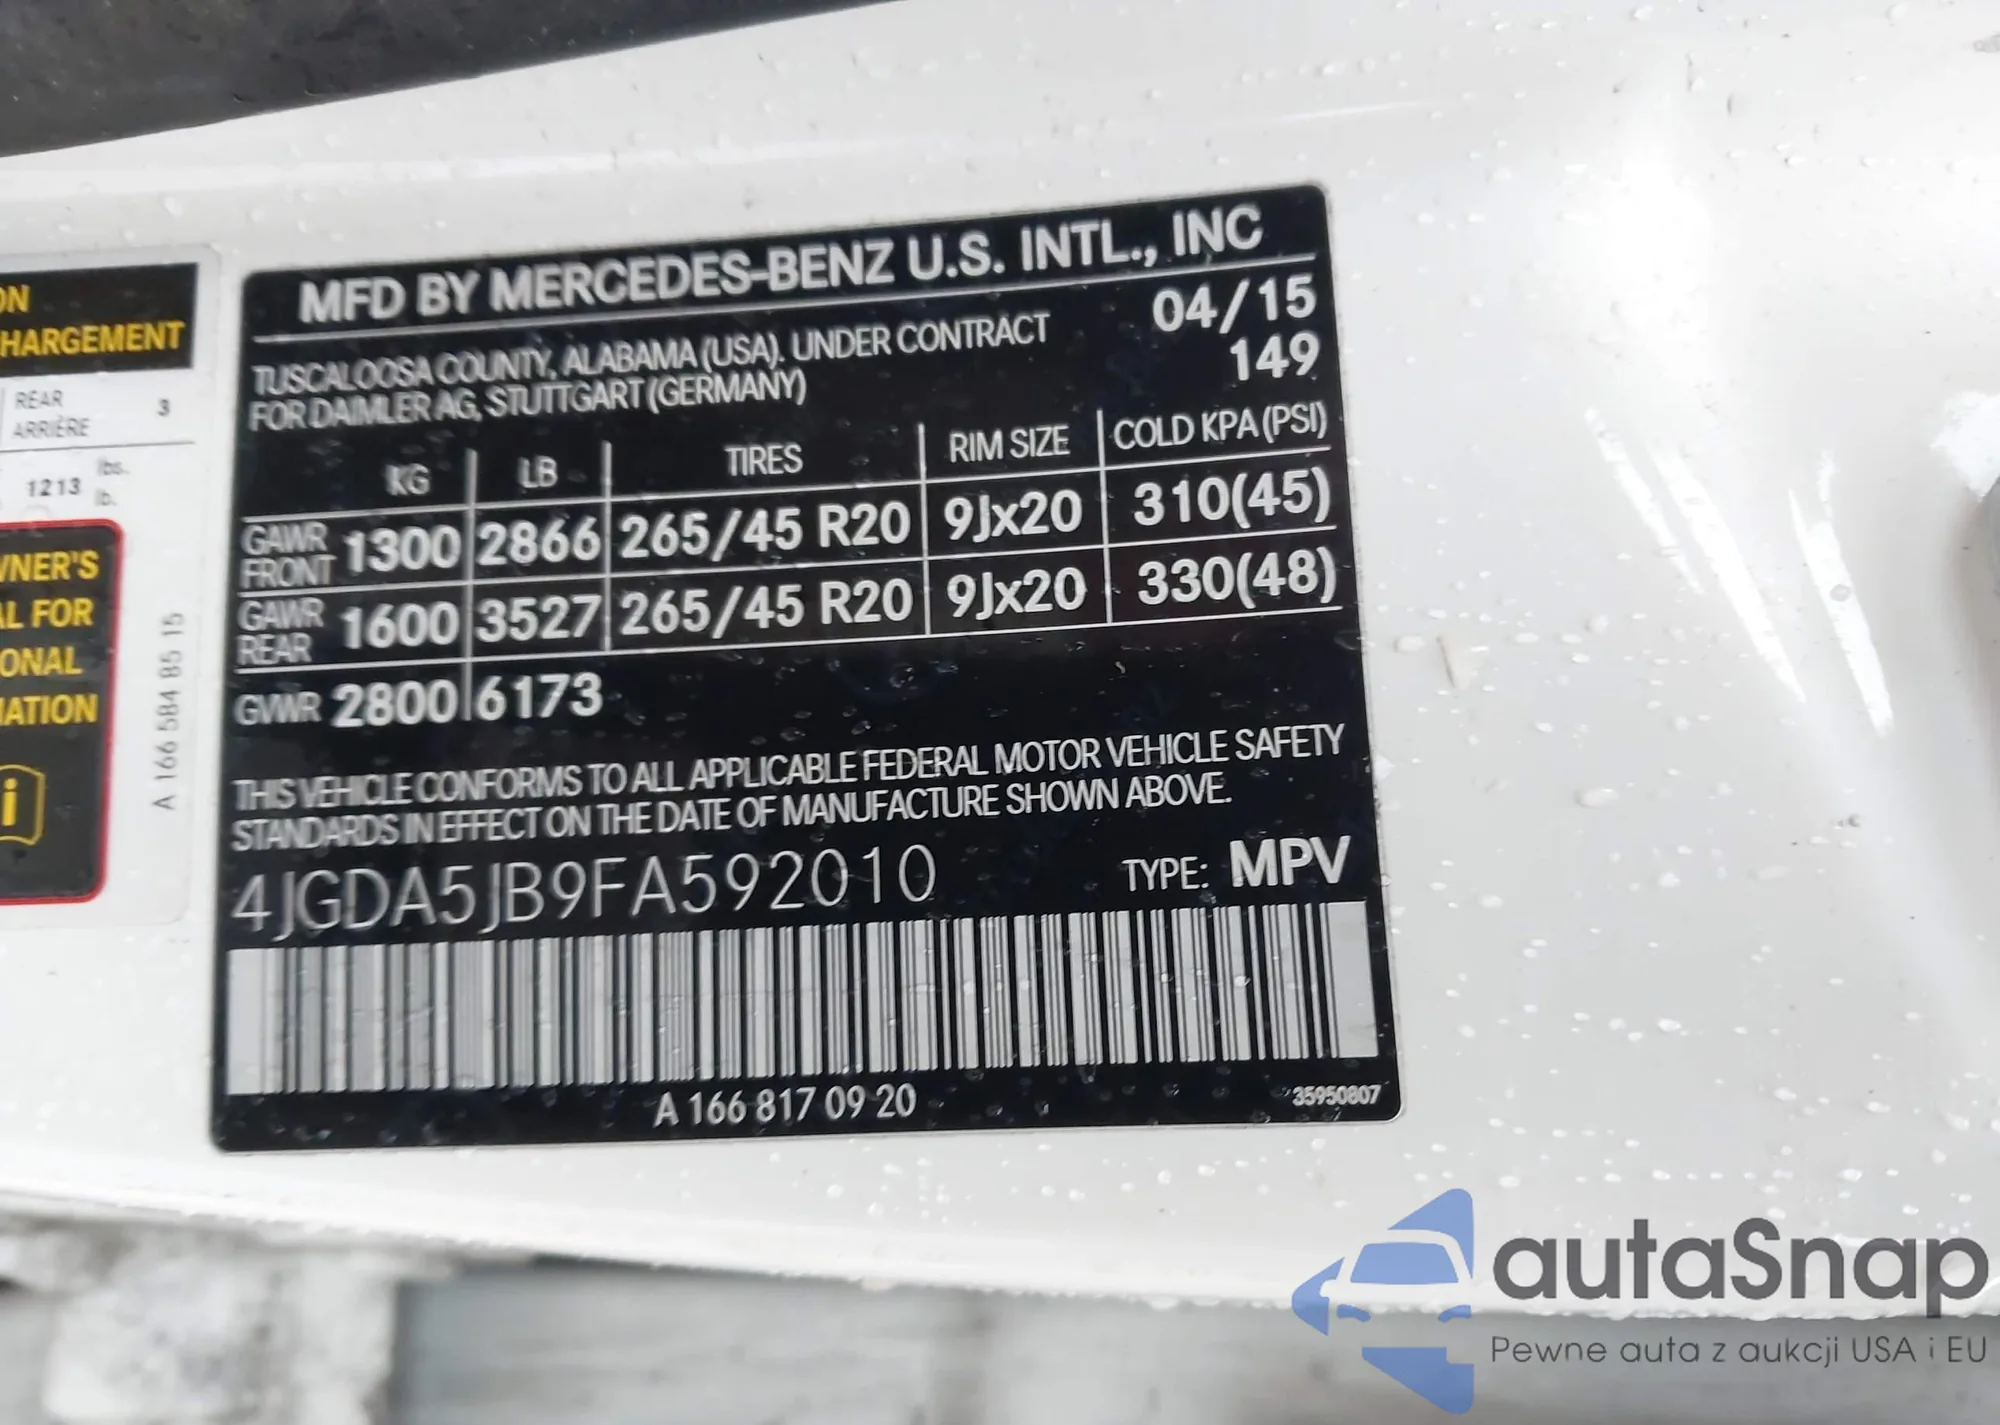 MFD BY MERCEDES-BENZ U.S. INTL., INC
TUSCALOOSA COUNTY, ALABAMA (USA). UNDER CONTRACT
FOR DAIMLER AG, STUTTGART (GERMANY)
04/15
149
KG LB TIRES RIM SIZE COLD KPA (PSI)
GAWR FRONT 1300 2866 265/45 R20 9Jx20 310(45)
GAWR REAR 1600 3527 265/45 R20 9Jx20 330(48)
GVWR 2800 6173
THIS VEHICLE CONFORMS TO ALL APPLICABLE FEDERAL MOTOR VEHICLE SAFETY
STANDARDS IN EFFECT ON THE DATE OF MANUFACTURE SHOWN ABOVE.
4JGDA5JB9FA592010 TYPE: MPV
A 166 817 09 20
35950807
ON
HARGEMENT
REAR 3
ARRIÈRE
1213 lbs.
lb.
WNER'S
AL FOR
IONAL
MATION
i
A 166 584 85 15
autaSnap
Pewne auta z aukcji USA i EU